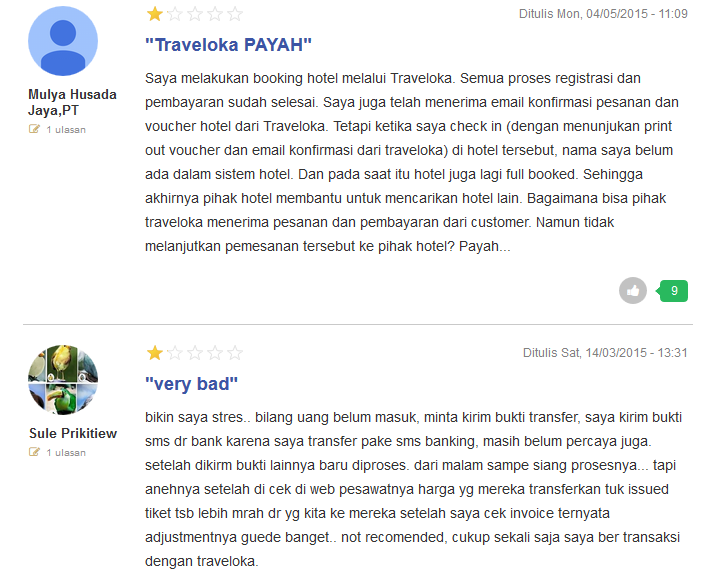 Ditulis Mon, 04/05/2015 - 11:09
"Traveloka PAYAH"
Mulya Husada
Jaya,PT
1 ulasan
Saya melakukan booking hotel melalui Traveloka. Semua proses registrasi dan
pembayaran sudah selesai. Saya juga telah menerima email konfirmasi pesanan dan
voucher hotel dari Traveloka. Tetapi ketika saya check in (dengan menunjukan print
out voucher dan email konfirmasi dari traveloka) di hotel tersebut, nama saya belum
ada dalam sistem hotel. Dan pada saat itu hotel juga lagi full booked. Sehingga
akhirnya pihak hotel membantu untuk mencarikan hotel lain. Bagaimana bisa pihak
traveloka menerima pesanan dan pembayaran dari customer. Namun tidak
melanjutkan pemesanan tersebut ke pihak hotel? Payah...
9
Ditulis Sat, 14/03/2015 - 13:31
"very bad"
Sule Prikitiew
1 ulasan
bikin saya stres.. bilang uang belum masuk, minta kirim bukti transfer, saya kirim bukti
sms dr bank karena saya transfer pake sms banking, masih belum percaya juga.
setelah dikirm bukti lainnya baru diproses. dari malam sampe siang prosesnya... tapi
anehnya setelah di cek di web pesawatnya harga yg mereka transferkan tuk issued
tiket tsb lebih mrah dr yg kita ke mereka setelah saya cek invoice ternyata
adjustmentnya guede banget.. not recomended, cukup sekali saja saya ber transaksi
dengan traveloka.